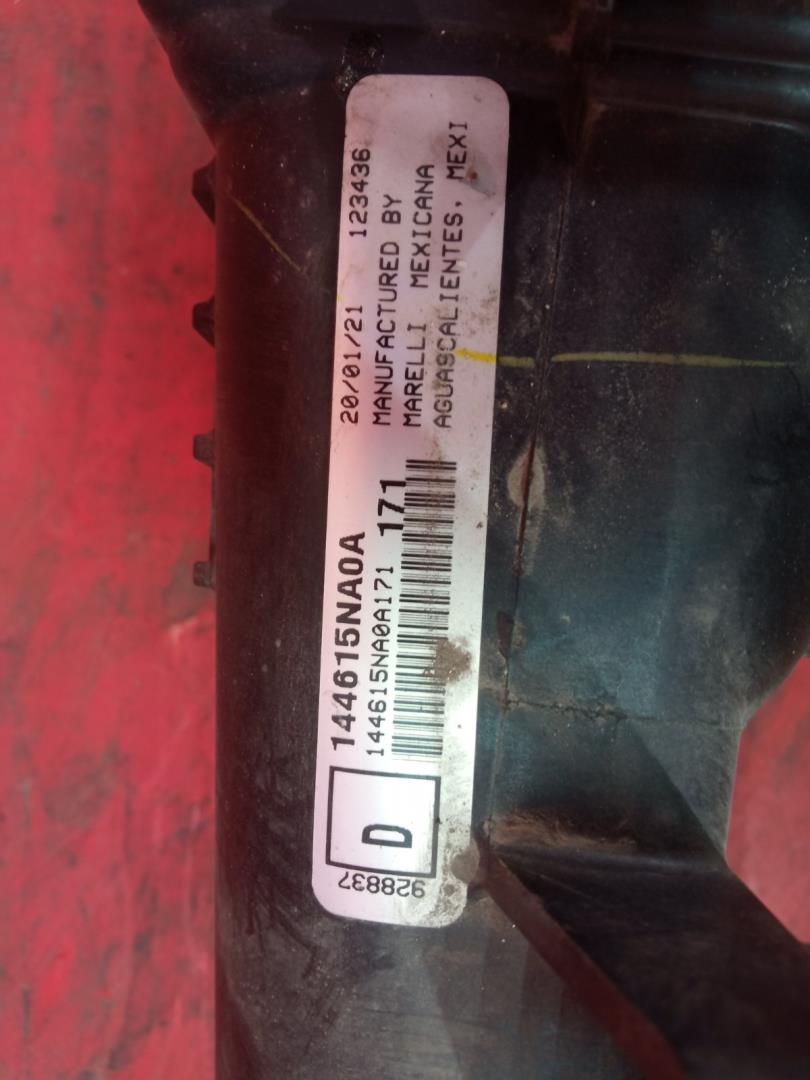 20/01/21 123436
MANUFACTURED BY
MARELLI MEXICANA
AGUASCALIENTES, MEXI
144615NA0A 171
144615NA0A171
D
928837